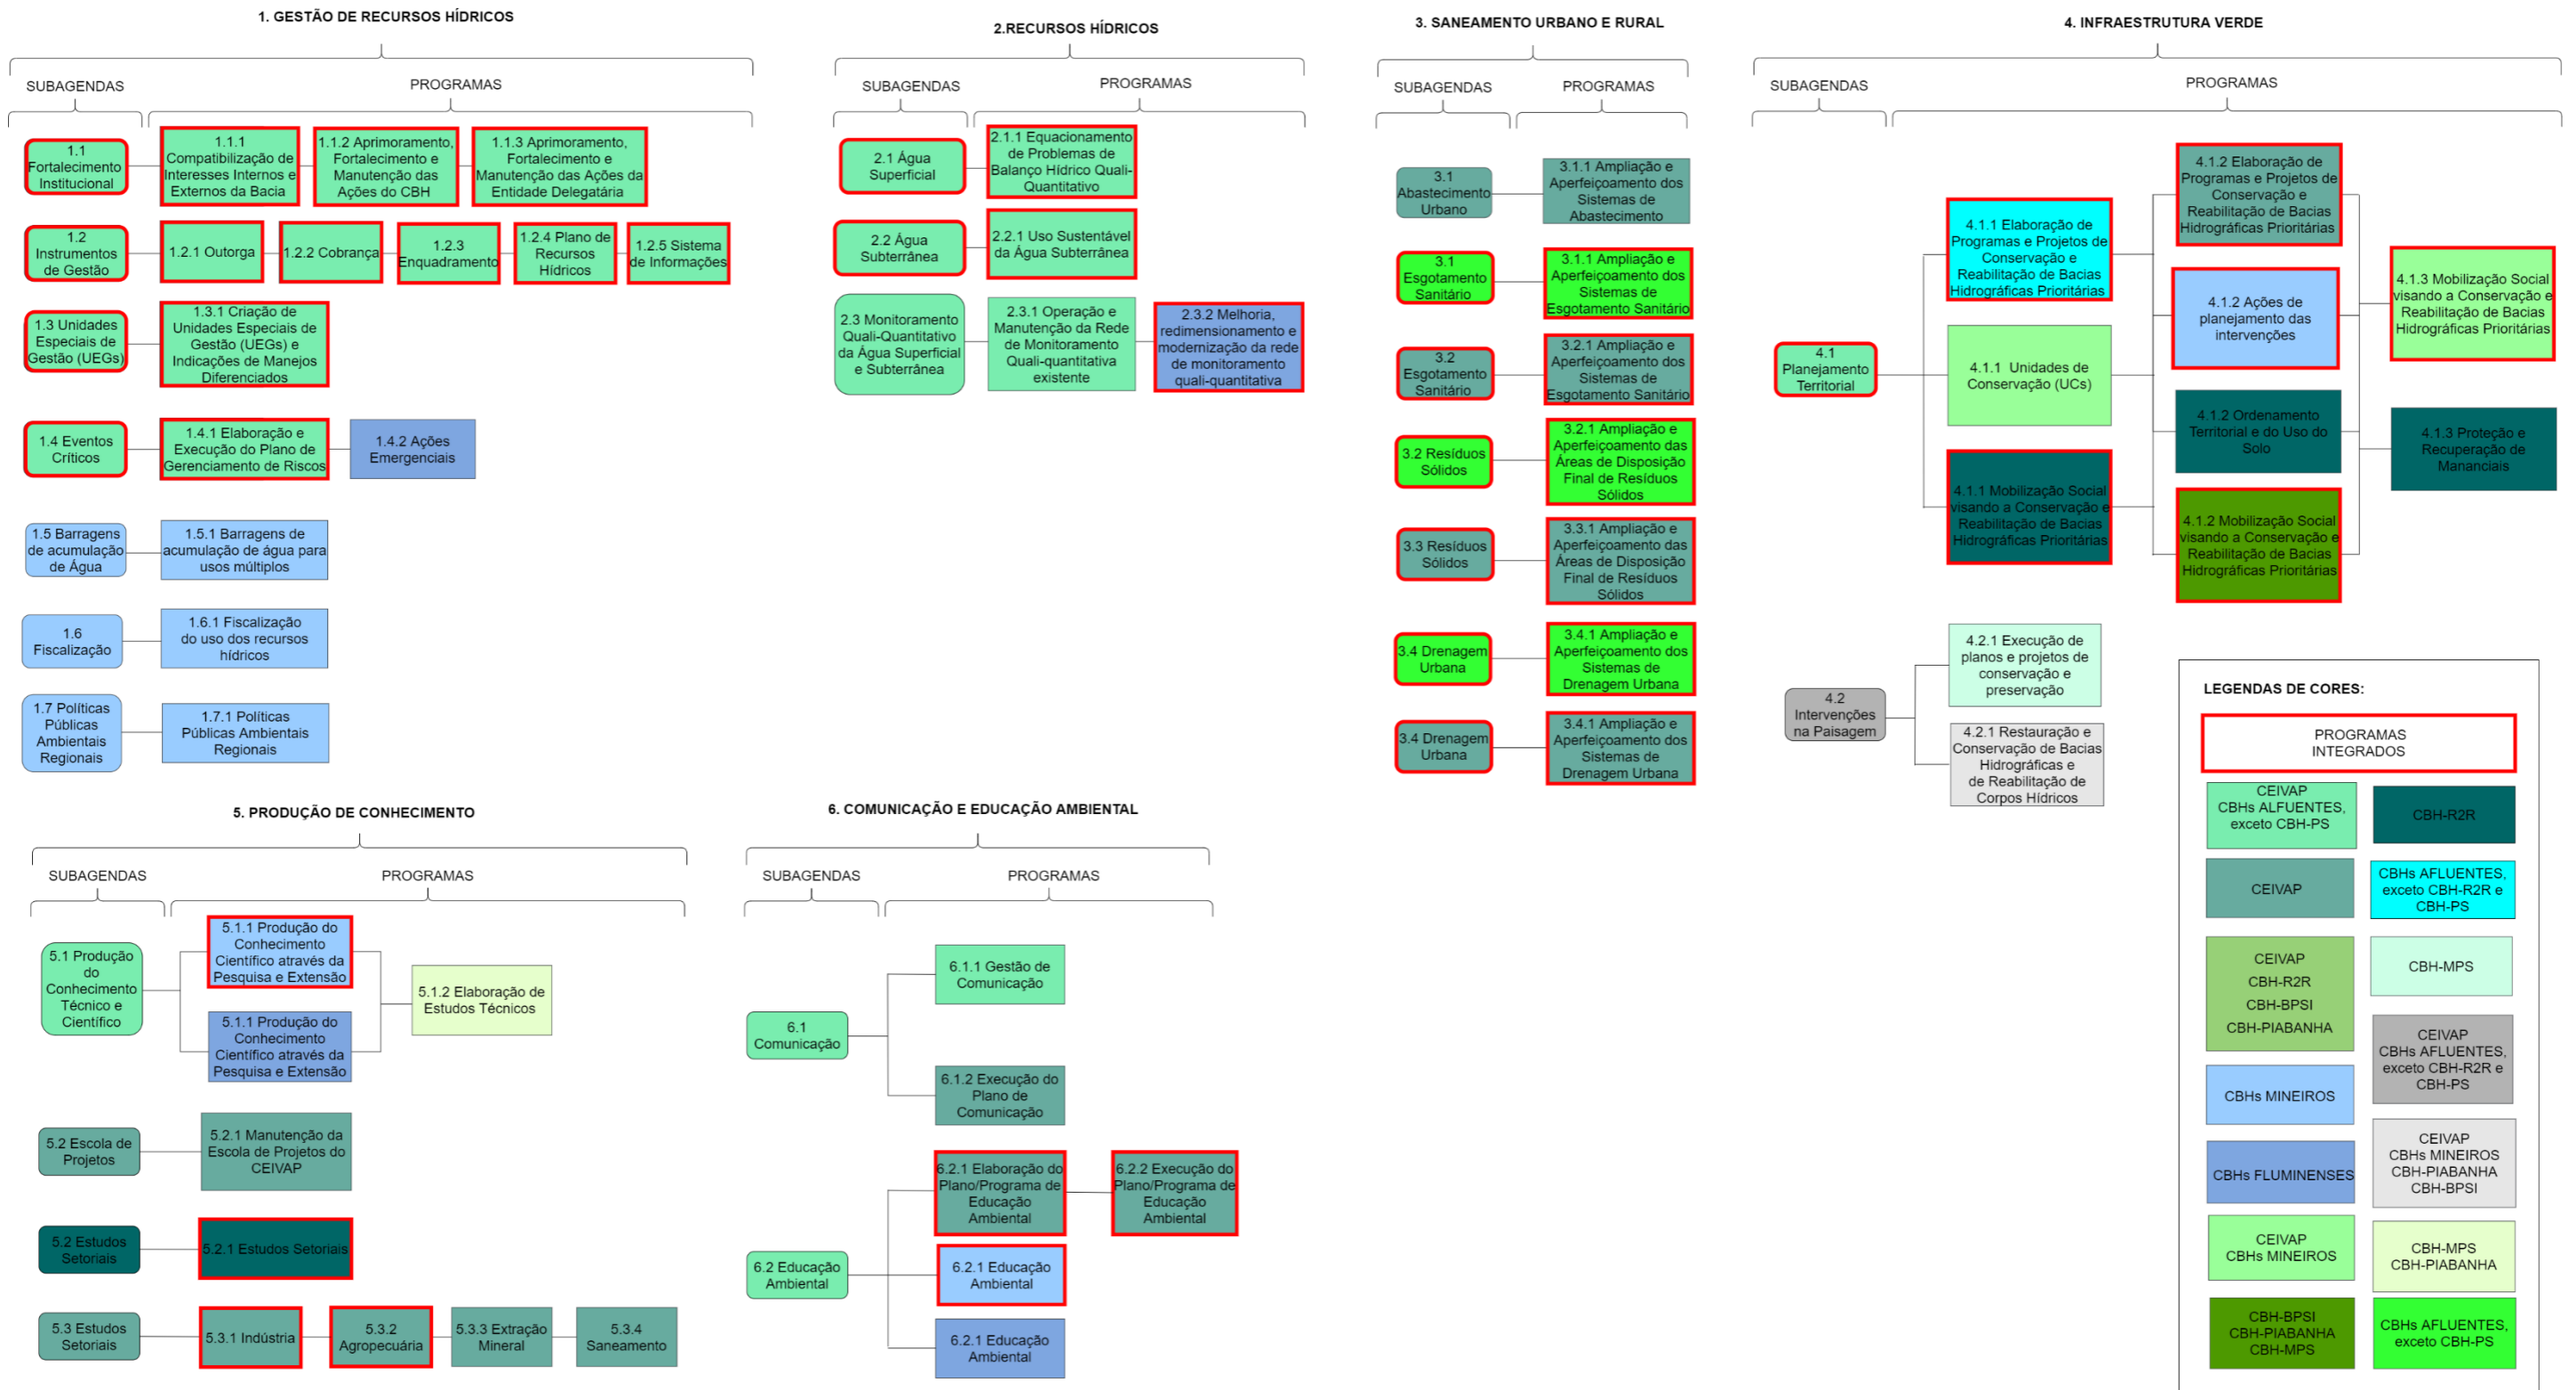 1. GESTÃO DE RECURSOS HÍDRICOS
SUBAGENDAS
PROGRAMAS
1.1
Fortalecimento
Institucional
1.1.1
Compatibilização de
Interesses Internos e
Externos da Bacia
1.1.2 Aprimoramento,
Fortalecimento e
Manutenção das
Ações do CBH
1.1.3 Aprimoramento,
Fortalecimento e
Manutenção das Ações da
Entidade Delegatária
1.2
Instrumentos
de Gestão
1.2.1 Outorga
1.2.2 Cobrança
1.2.3
Enquadramento
1.2.4 Plano de
Recursos
Hídricos
1.2.5 Sistema
de Informações
1.3 Unidades
Especiais de
Gestão (UEGs)
1.3.1 Criação de
Unidades Especiais de
Gestão (UEGs) e
Indicações de Manejos
Diferenciados
1.4 Eventos
Críticos
1.4.1 Elaboração e
Execução do Plano de
Gerenciamento de Riscos
1.4.2 Ações
Emergenciais
1.5 Barragens
de acumulação
de Água
1.5.1 Barragens de
acumulação de água para
usos múltiplos
1.6
Fiscalização
1.6.1 Fiscalização
do uso dos recursos
hídricos
1.7 Políticas
Públicas
Ambientais
Regionais
1.7.1 Políticas
Públicas Ambientais
Regionais
2.RECURSOS HÍDRICOS
SUBAGENDAS
PROGRAMAS
2.1 Água
Superficial
2.1.1 Equacionamento
de Problemas de
Balanço Hídrico Quali-
Quantitativo
2.2 Água
Subterrânea
2.2.1 Uso Sustentável
da Água Subterrânea
2.3 Monitoramento
Quali-Quantitativo
da Água Superficial
e Subterrânea
2.3.1 Operação e
Manutenção da Rede
de Monitoramento
Quali-quantitativa
existente
2.3.2 Melhoria,
redimensionamento e
modernização da rede
de monitoramento
quali-quantitativa
3. SANEAMENTO URBANO E RURAL
SUBAGENDAS
PROGRAMAS
3.1
Abastecimento
Urbano
3.1.1 Ampliação e
Aperfeiçoamento dos
Sistemas de
Abastecimento
3.1
Esgotamento
Sanitário
3.1.1 Ampliação e
Aperfeiçoamento dos
Sistemas de
Esgotamento Sanitário
3.2
Esgotamento
Sanitário
3.2.1 Ampliação e
Aperfeiçoamento dos
Sistemas de
Esgotamento Sanitário
3.2 Resíduos
Sólidos
3.2.1 Ampliação e
Aperfeiçoamento das
Áreas de Disposição
Final de Resíduos
Sólidos
3.3 Resíduos
Sólidos
3.3.1 Ampliação e
Aperfeiçoamento das
Áreas de Disposição
Final de Resíduos
Sólidos
3.4 Drenagem
Urbana
3.4.1 Ampliação e
Aperfeiçoamento dos
Sistemas de
Drenagem Urbana
3.4 Drenagem
Urbana
3.4.1 Ampliação e
Aperfeiçoamento dos
Sistemas de
Drenagem Urbana
4. INFRAESTRUTURA VERDE
SUBAGENDAS
PROGRAMAS
4.1
Planejamento
Territorial
4.1.1 Elaboração de
Programas e Projetos de
Conservação e
Reabilitação de Bacias
Hidrográficas Prioritárias
4.1.1 Unidades de
Conservação (UCs)
4.1.1 Mobilização Social
visando a Conservação e
Reabilitação de Bacias
Hidrográficas Prioritárias
4.1.2 Elaboração de
Programas e Projetos de
Conservação e
Reabilitação de Bacias
Hidrográficas Prioritárias
4.1.2 Ações de
planejamento das
intervenções
4.1.2 Ordenamento
Territorial e do Uso do
Solo
4.1.2 Mobilização Social
visando a Conservação e
Reabilitação de Bacias
Hidrográficas Prioritárias
4.1.3 Mobilização Social
visando a Conservação e
Reabilitação de Bacias
Hidrográficas Prioritárias
4.1.3 Proteção e
Recuperação de
Mananciais
4.2
Intervenções
na Paisagem
4.2.1 Execução de
planos e projetos de
conservação e
preservação
4.2.1 Restauração e
Conservação de Bacias
Hidrográficas e
de Reabilitação de
Corpos Hídricos
5. PRODUÇÃO DE CONHECIMENTO
SUBAGENDAS
PROGRAMAS
5.1 Produção
do
Conhecimento
Técnico e
Científico
5.1.1 Produção do
Conhecimento
Científico através da
Pesquisa e Extensão
5.1.1 Produção do
Conhecimento
Científico através da
Pesquisa e Extensão
5.1.2 Elaboração de
Estudos Técnicos
5.2 Escola de
Projetos
5.2.1 Manutenção da
Escola de Projetos do
CEIVAP
5.2 Estudos
Setoriais
5.2.1 Estudos Setoriais
5.3 Estudos
Setoriais
5.3.1 Indústria
5.3.2
Agropecuária
5.3.3 Extração
Mineral
5.3.4
Saneamento
6. COMUNICAÇÃO E EDUCAÇÃO AMBIENTAL
SUBAGENDAS
PROGRAMAS
6.1
Comunicação
6.1.1 Gestão de
Comunicação
6.1.2 Execução do
Plano de
Comunicação
6.2 Educação
Ambiental
6.2.1 Elaboração do
Plano/Programa de
Educação
Ambiental
6.2.2 Execução do
Plano/Programa de
Educação
Ambiental
6.2.1 Educação
Ambiental
6.2.1 Educação
Ambiental
LEGENDAS DE CORES:
PROGRAMAS
INTEGRADOS
CEIVAP
CBHs ALFUENTES,
exceto CBH-PS
CBH-R2R
CEIVAP
CBHs AFLUENTES,
exceto CBH-R2R e
CBH-PS
CEIVAP
CBH-R2R
CBH-BPSI
CBH-PIABANHA
CBH-MPS
CEIVAP
CBHs AFLUENTES,
exceto CBH-R2R e
CBH-PS
CBHs MINEIROS
CEIVAP
CBHs MINEIROS
CBH-PIABANHA
CBH-BPSI
CBHs FLUMINENSES
CEIVAP
CBHs MINEIROS
CBH-MPS
CBH-PIABANHA
CBH-BPSI
CBH-PIABANHA
CBH-MPS
CBHs AFLUENTES,
exceto CBH-PS